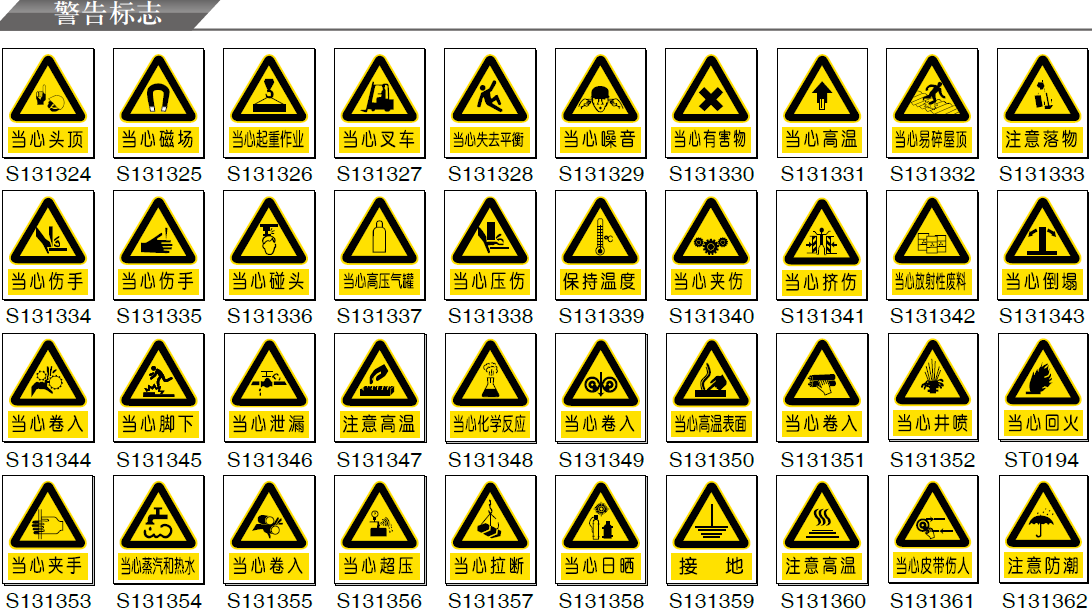 警告标志
当心头顶 当心磁场 当心起重作业 当心叉车 当心失去平衡 当心噪音 当心有害物 当心高温 当心易碎屋顶 注意落物
S131324 S131325 S131326 S131327 S131328 S131329 S131330 S131331 S131332 S131333
当心伤手 当心伤手 当心碰头 当心高压气罐 当心压伤 保持温度 当心夹伤 当心挤伤 当心放射性废料 当心倒塌
S131334 S131335 S131336 S131337 S131338 S131339 S131340 S131341 S131342 S131343
当心卷入 当心脚下 当心泄漏 注意高温 当心化学反应 当心卷入 当心高温表面 当心卷入 当心井喷 当心回火
S131344 S131345 S131346 S131347 S131348 S131349 S131350 S131351 S131352 ST0194
当心夹手 当心蒸汽和热水 当心卷入 当心超压 当心拉断 当心日晒 接 地 注意高温 当心皮带伤人 注意防潮
S131353 S131354 S131355 S131356 S131357 S131358 S131359 S131360 S131361 S131362